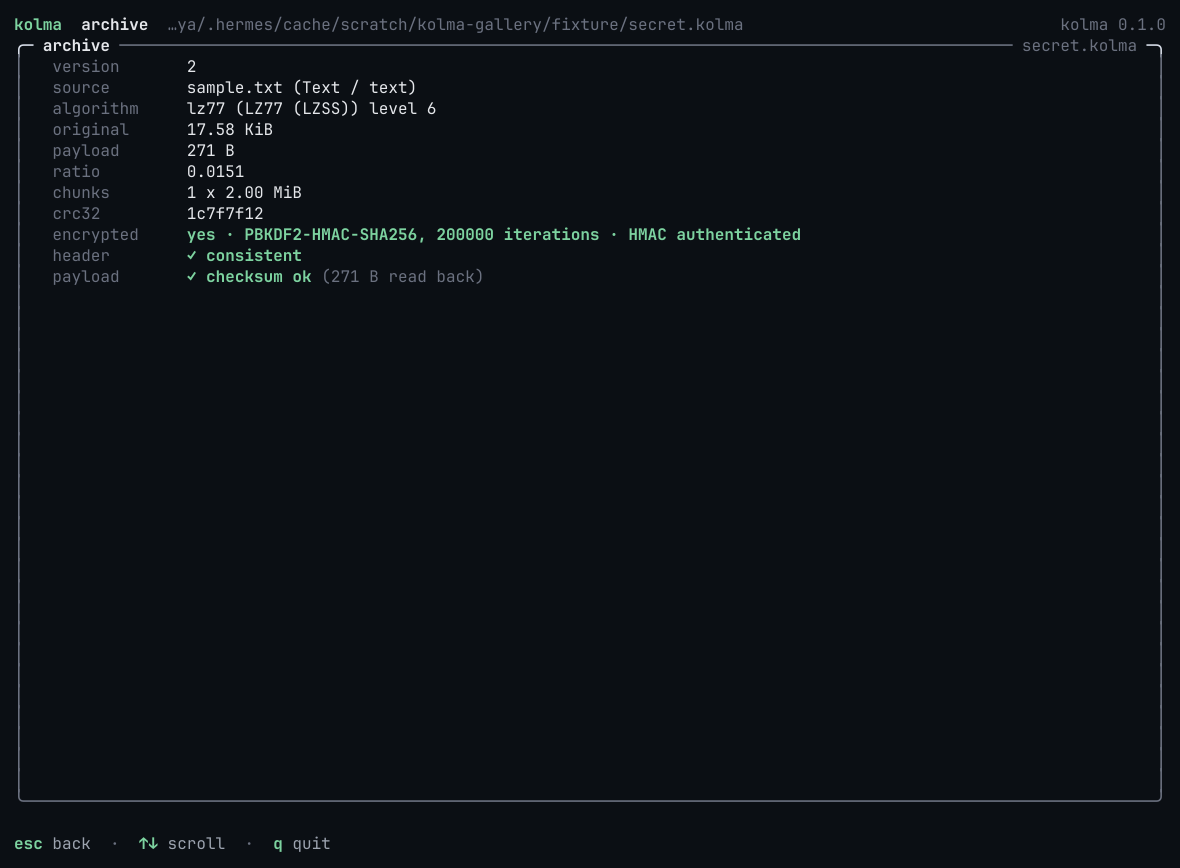 kolma archive …ya/.hermes/cache/scratch/kolma-gallery/fixture/secret.kolma kolma 0.1.0
archive secret.kolma
version 2
source sample.txt (Text / text)
algorithm lz77 (LZ77 (LZSS)) level 6
original 17.58 KiB
payload 271 B
ratio 0.0151
chunks 1 x 2.00 MiB
crc32 1c7f7f12
encrypted yes · PBKDF2-HMAC-SHA256, 200000 iterations · HMAC authenticated
header ✓ consistent
payload ✓ checksum ok (271 B read back)
esc back · ↑↓ scroll · q quit